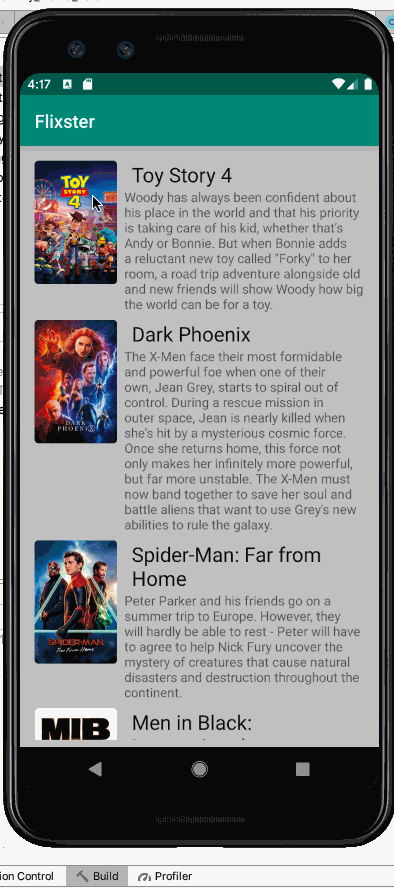 4:17
Flixster
TOY
STORY
4
Toy Story 4
Woody has always been confident about
his place in the world and that his priority
is taking care of his kid, whether that's
Andy or Bonnie. But when Bonnie adds
a reluctant new toy called "Forky" to her
room, a road trip adventure alongside old
and new friends will show Woody how big
the world can be for a toy.
DARK
PHOENIX
Dark Phoenix
The X-Men face their most formidable
and powerful foe when one of their
own, Jean Grey, starts to spiral out of
control. During a rescue mission in
outer space, Jean is nearly killed when
she's hit by a mysterious cosmic force.
Once she returns home, this force not
only makes her infinitely more powerful,
but far more unstable. The X-Men must
now band together to save her soul and
battle aliens that want to use Grey's new
abilities to rule the galaxy.
SPIDER-MAN
Far From Home
Spider-Man: Far from
Home
Peter Parker and his friends go on a
summer trip to Europe. However, they
will hardly be able to rest - Peter will have
to agree to help Nick Fury uncover the
mystery of creatures that cause natural
disasters and destruction throughout the
continent.
MIB
Men in Black:
ion Control
Build
Profiler